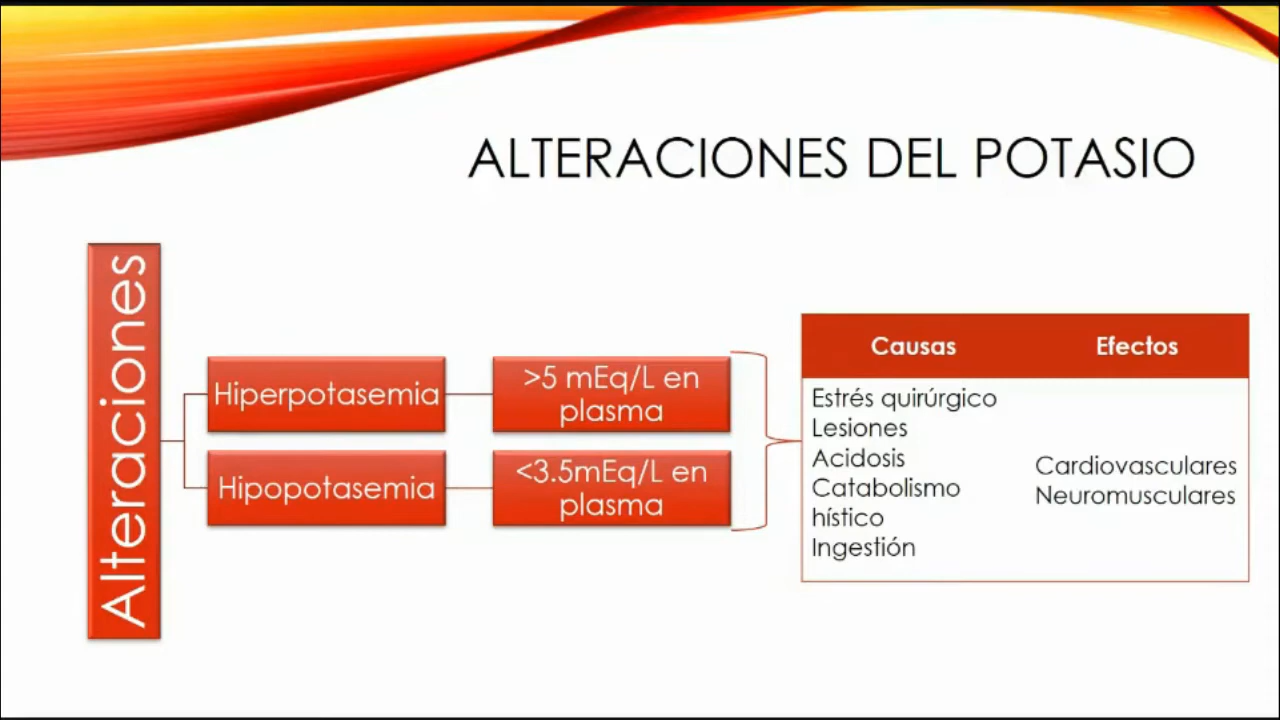 ALTERACIONES DEL POTASIO
Alteraciones
Hiperpotasemia
>5 mEq/L en
plasma
Hipopotasemia
<3.5mEq/L en
plasma
Causas
Efectos
Estrés quirúrgico
Lesiones
Acidosis
Catabolismo
hístico
Ingestión
Cardiovasculares
Neuromusculares